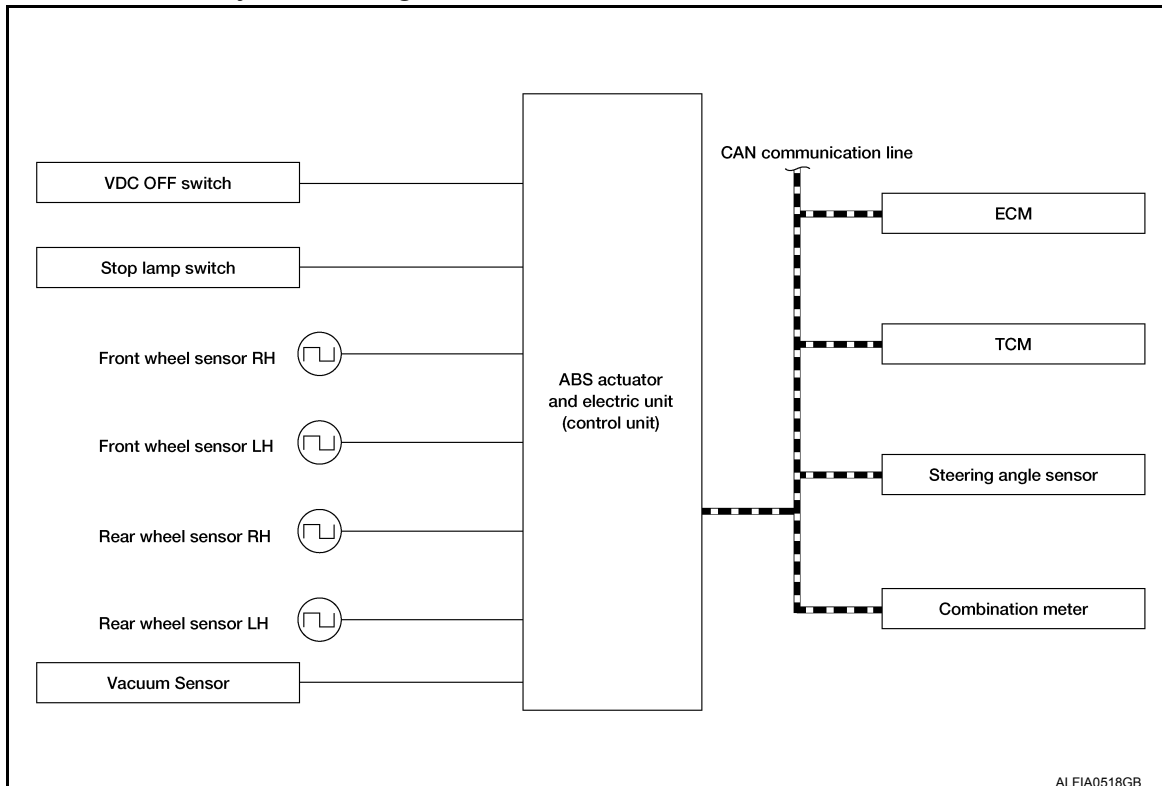 VDC OFF switch
Stop lamp switch
Front wheel sensor RH
Front wheel sensor LH
Rear wheel sensor RH
Rear wheel sensor LH
Vacuum Sensor
ABS actuator
and electric unit
(control unit)
CAN communication line
ECM
TCM
Steering angle sensor
Combination meter